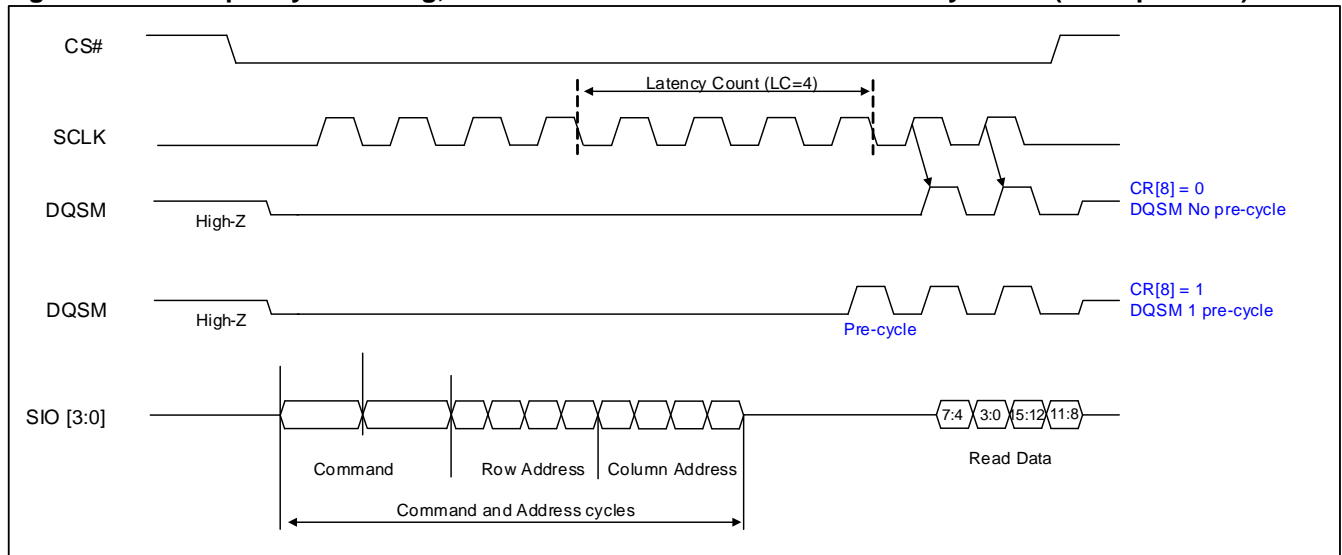 CS#
Latency Count (LC=4)
SCLK
CR[8] = 0
DQSM
DQSM No pre-cycle
High-Z
CR[8] = 1
DQSM
DQSM 1 pre-cycle
High-Z
Pre-cycle
SIO [3:0]
7:4 3:0 15:12 11:8
Command Row Address Column Address Read Data
Command and Address cycles